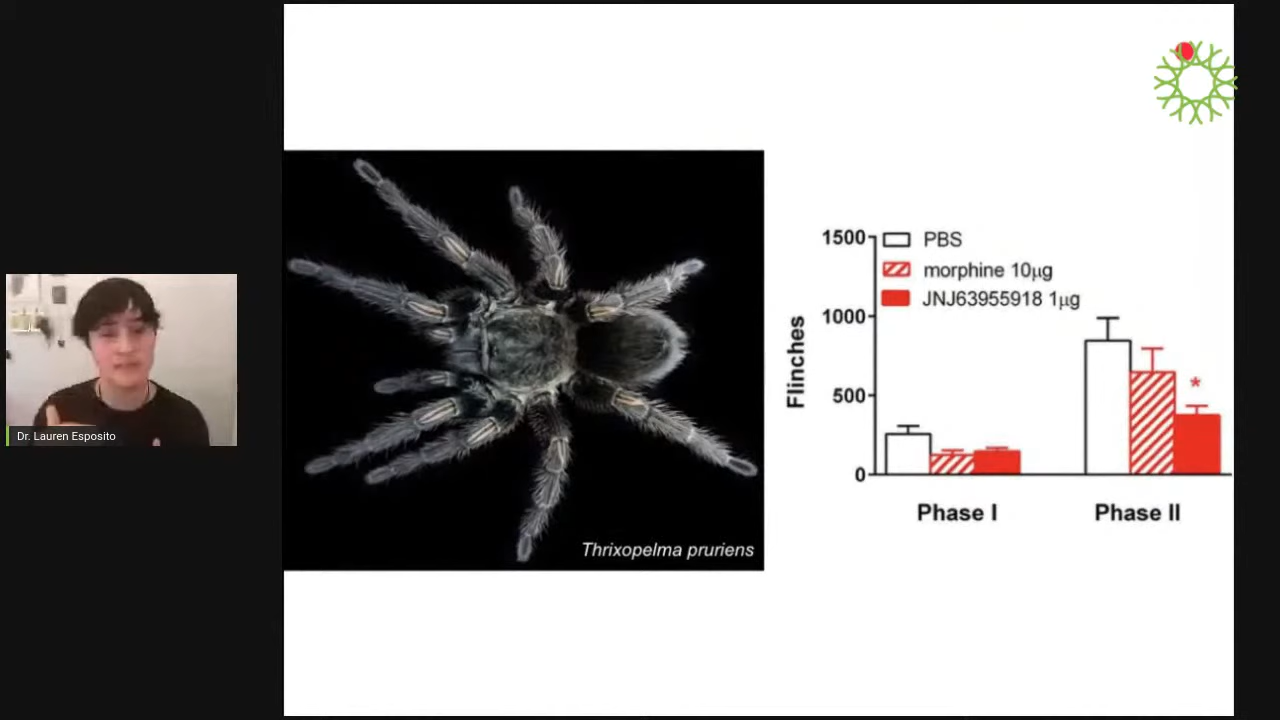 Dr. Lauren Esposito
Thrixopelma pruriens
1500
1000
500
0
Flinches
PBS
morphine 10µg
JNJ63955918 1µg
*
Phase I
Phase II